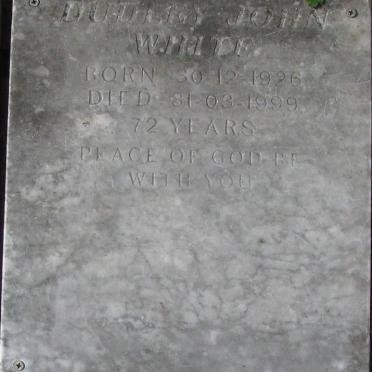 DUDLEY JOHN
WHITE
BORN 30-12-1926
DIED 31-03-1999
72 YEARS
PEACE OF GOD BE
WITH YOU